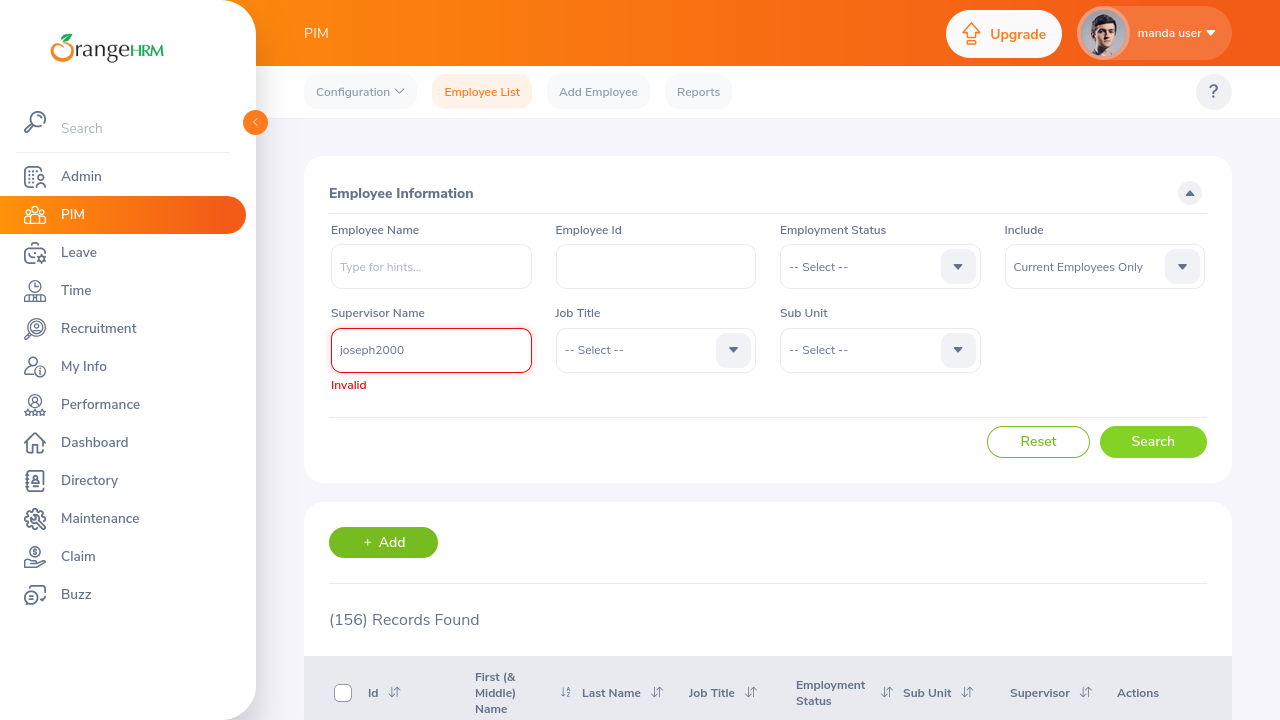 OrangeHRM
Search
Admin
PIM
Leave
Time
Recruitment
My Info
Performance
Dashboard
Directory
Maintenance
Claim
Buzz
PIM
Upgrade
manda user
Configuration
Employee List
Add Employee
Reports
?
Employee Information
Employee Name
Employee Id
Employment Status
Include
Type for hints...
-- Select --
Current Employees Only
Supervisor Name
Job Title
Sub Unit
joseph2000
-- Select --
-- Select --
Invalid
Reset
Search
+ Add
(156) Records Found
Id
First (&
Middle)
Name
Last Name
Job Title
Employment
Status
Sub Unit
Supervisor
Actions